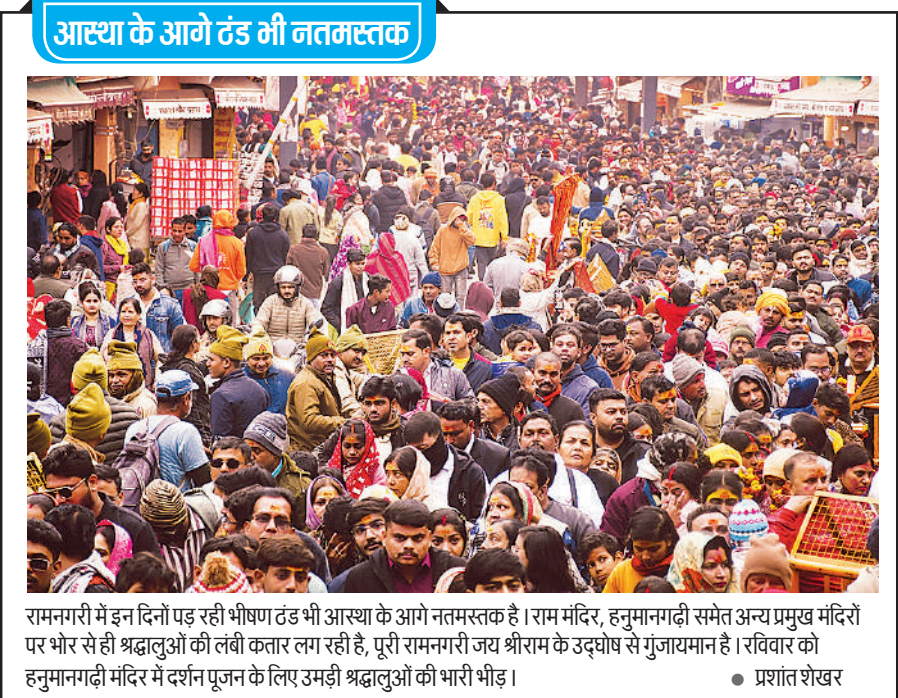 आस्था के आगे ठंड भी नतमस्तक
रामनगरी में इन दिनों पड़ रही भीषण ठंड भी आस्था के आगे नतमस्तक है। राम मंदिर, हनुमानगढ़ी समेत अन्य प्रमुख मंदिरों
पर भोर से ही श्रद्धालुओं की लंबी कतार लग रही है, पूरी रामनगरी जय श्रीराम के उद्घोष से गुंजायमान है। रविवार को
हनुमानगढ़ी मंदिर में दर्शन पूजन के लिए उमड़ी श्रद्धालुओं की भारी भीड़। ● प्रशांत शेखर